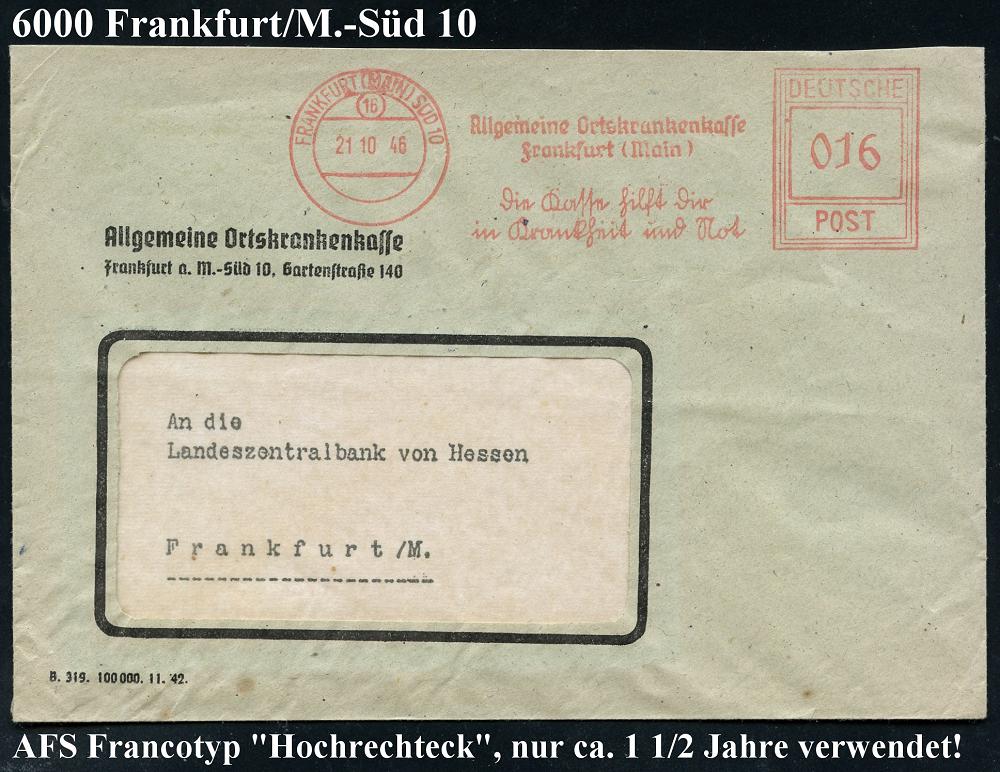 6000 Frankfurt/M.-Süd 10
FRANKFURT (MAIN) SÜD 10
16
21 10 46
Allgemeine Ortskrankenkasse
Frankfurt (Main)
Die Kasse hilft Dir
in Krankheit und Not
DEUTSCHE
016
POST
Allgemeine Ortskrankenkasse
Frankfurt a. M.-Süd 10, Gartenstraße 140
An die
Landeszentralbank von Hessen
Frankfurt/M.
B. 319. 100000. 11. 42.
AFS Francotyp "Hochrechteck", nur ca. 1 1/2 Jahre verwendet!